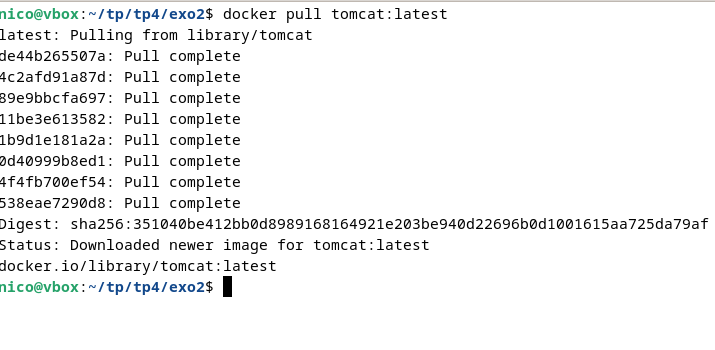 nico@vbox:~/tp/tp4/exo2$ docker pull tomcat:latest
latest: Pulling from library/tomcat
de44b265507a: Pull complete
4c2afd91a87d: Pull complete
89e9bbcfa697: Pull complete
11be3e613582: Pull complete
1b9d1e181a2a: Pull complete
0d40999b8ed1: Pull complete
4f4fb700ef54: Pull complete
538eae7290d8: Pull complete
Digest: sha256:351040be412bb0d8989168164921e203be940d22696b0d1001615aa725da79af
Status: Downloaded newer image for tomcat:latest
docker.io/library/tomcat:latest
nico@vbox:~/tp/tp4/exo2$